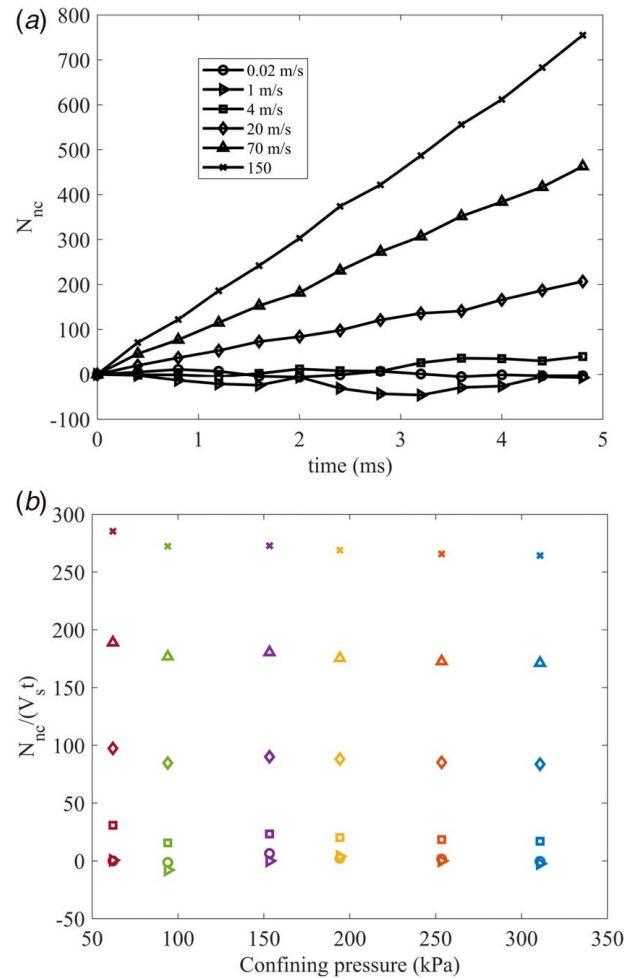 (a)
800
700
600
500
400
300
200
100
0
-100
N_nc
0.02 m/s
1 m/s
4 m/s
20 m/s
70 m/s
150
0 1 2 3 4 5
time (ms)
(b)
300
250
200
150
100
50
0
-50
N_nc/(V_s t)
50 100 150 200 250 300 350
Confining pressure (kPa)